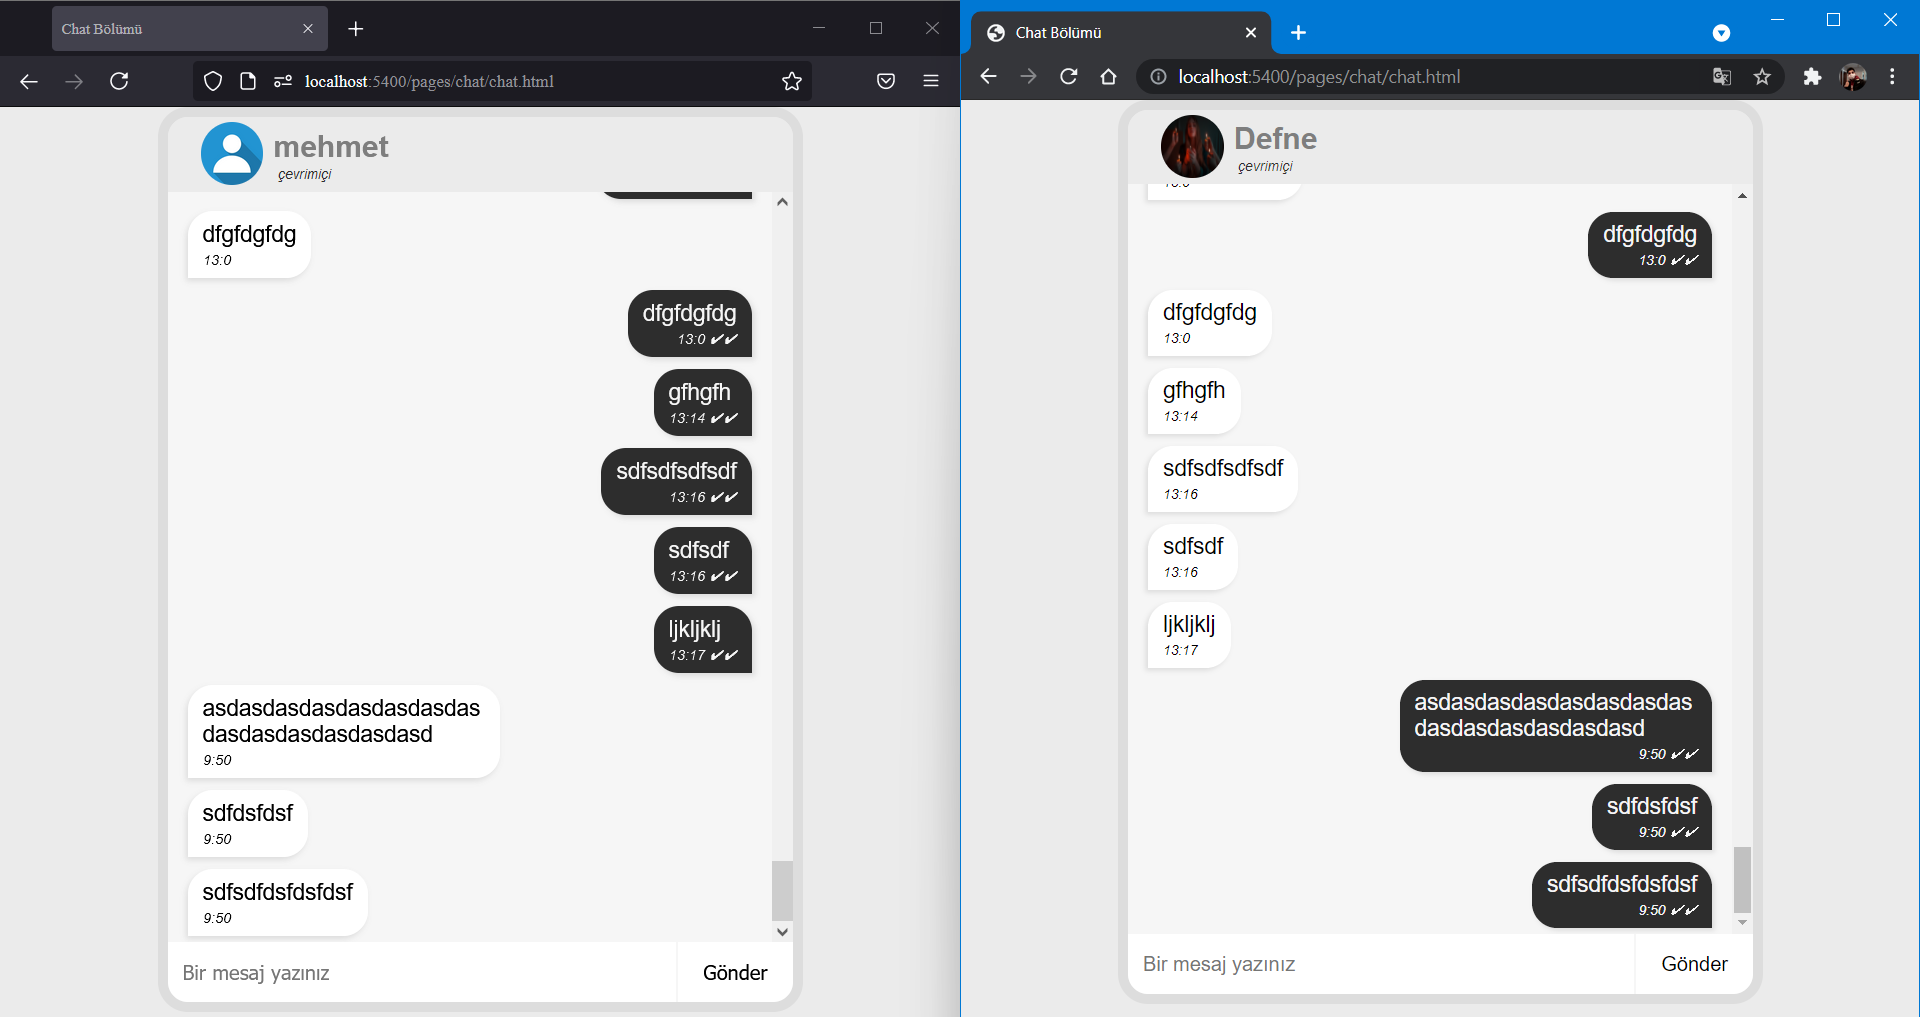 Chat Bölümü
localhost:5400/pages/chat/chat.html
mehmet
çevrimiçi
dfgfdgfdg
13:0
dfgfdgfdg
13:0 ✔✔
gfhgfh
13:14 ✔✔
sdfsdfsdfsdf
13:16 ✔✔
sdfsdf
13:16 ✔✔
ljkljklj
13:17 ✔✔
asdasdasdasdasdasdasdas
dasdasdasdasdasdasd
9:50
sdfdsfdsf
9:50
sdfsdfdsfdsfdsf
9:50
Bir mesaj yazınız
Gönder
Chat Bölümü
localhost:5400/pages/chat/chat.html
Defne
çevrimiçi
dfgfdgfdg
13:0 ✔✔
dfgfdgfdg
13:0
gfhgfh
13:14
sdfsdfsdfsdf
13:16
sdfsdf
13:16
ljkljklj
13:17
asdasdasdasdasdasdasdas
dasdasdasdasdasdasd
9:50 ✔✔
sdfdsfdsf
9:50 ✔✔
sdfsdfdsfdsfdsf
9:50 ✔✔
Bir mesaj yazınız
Gönder